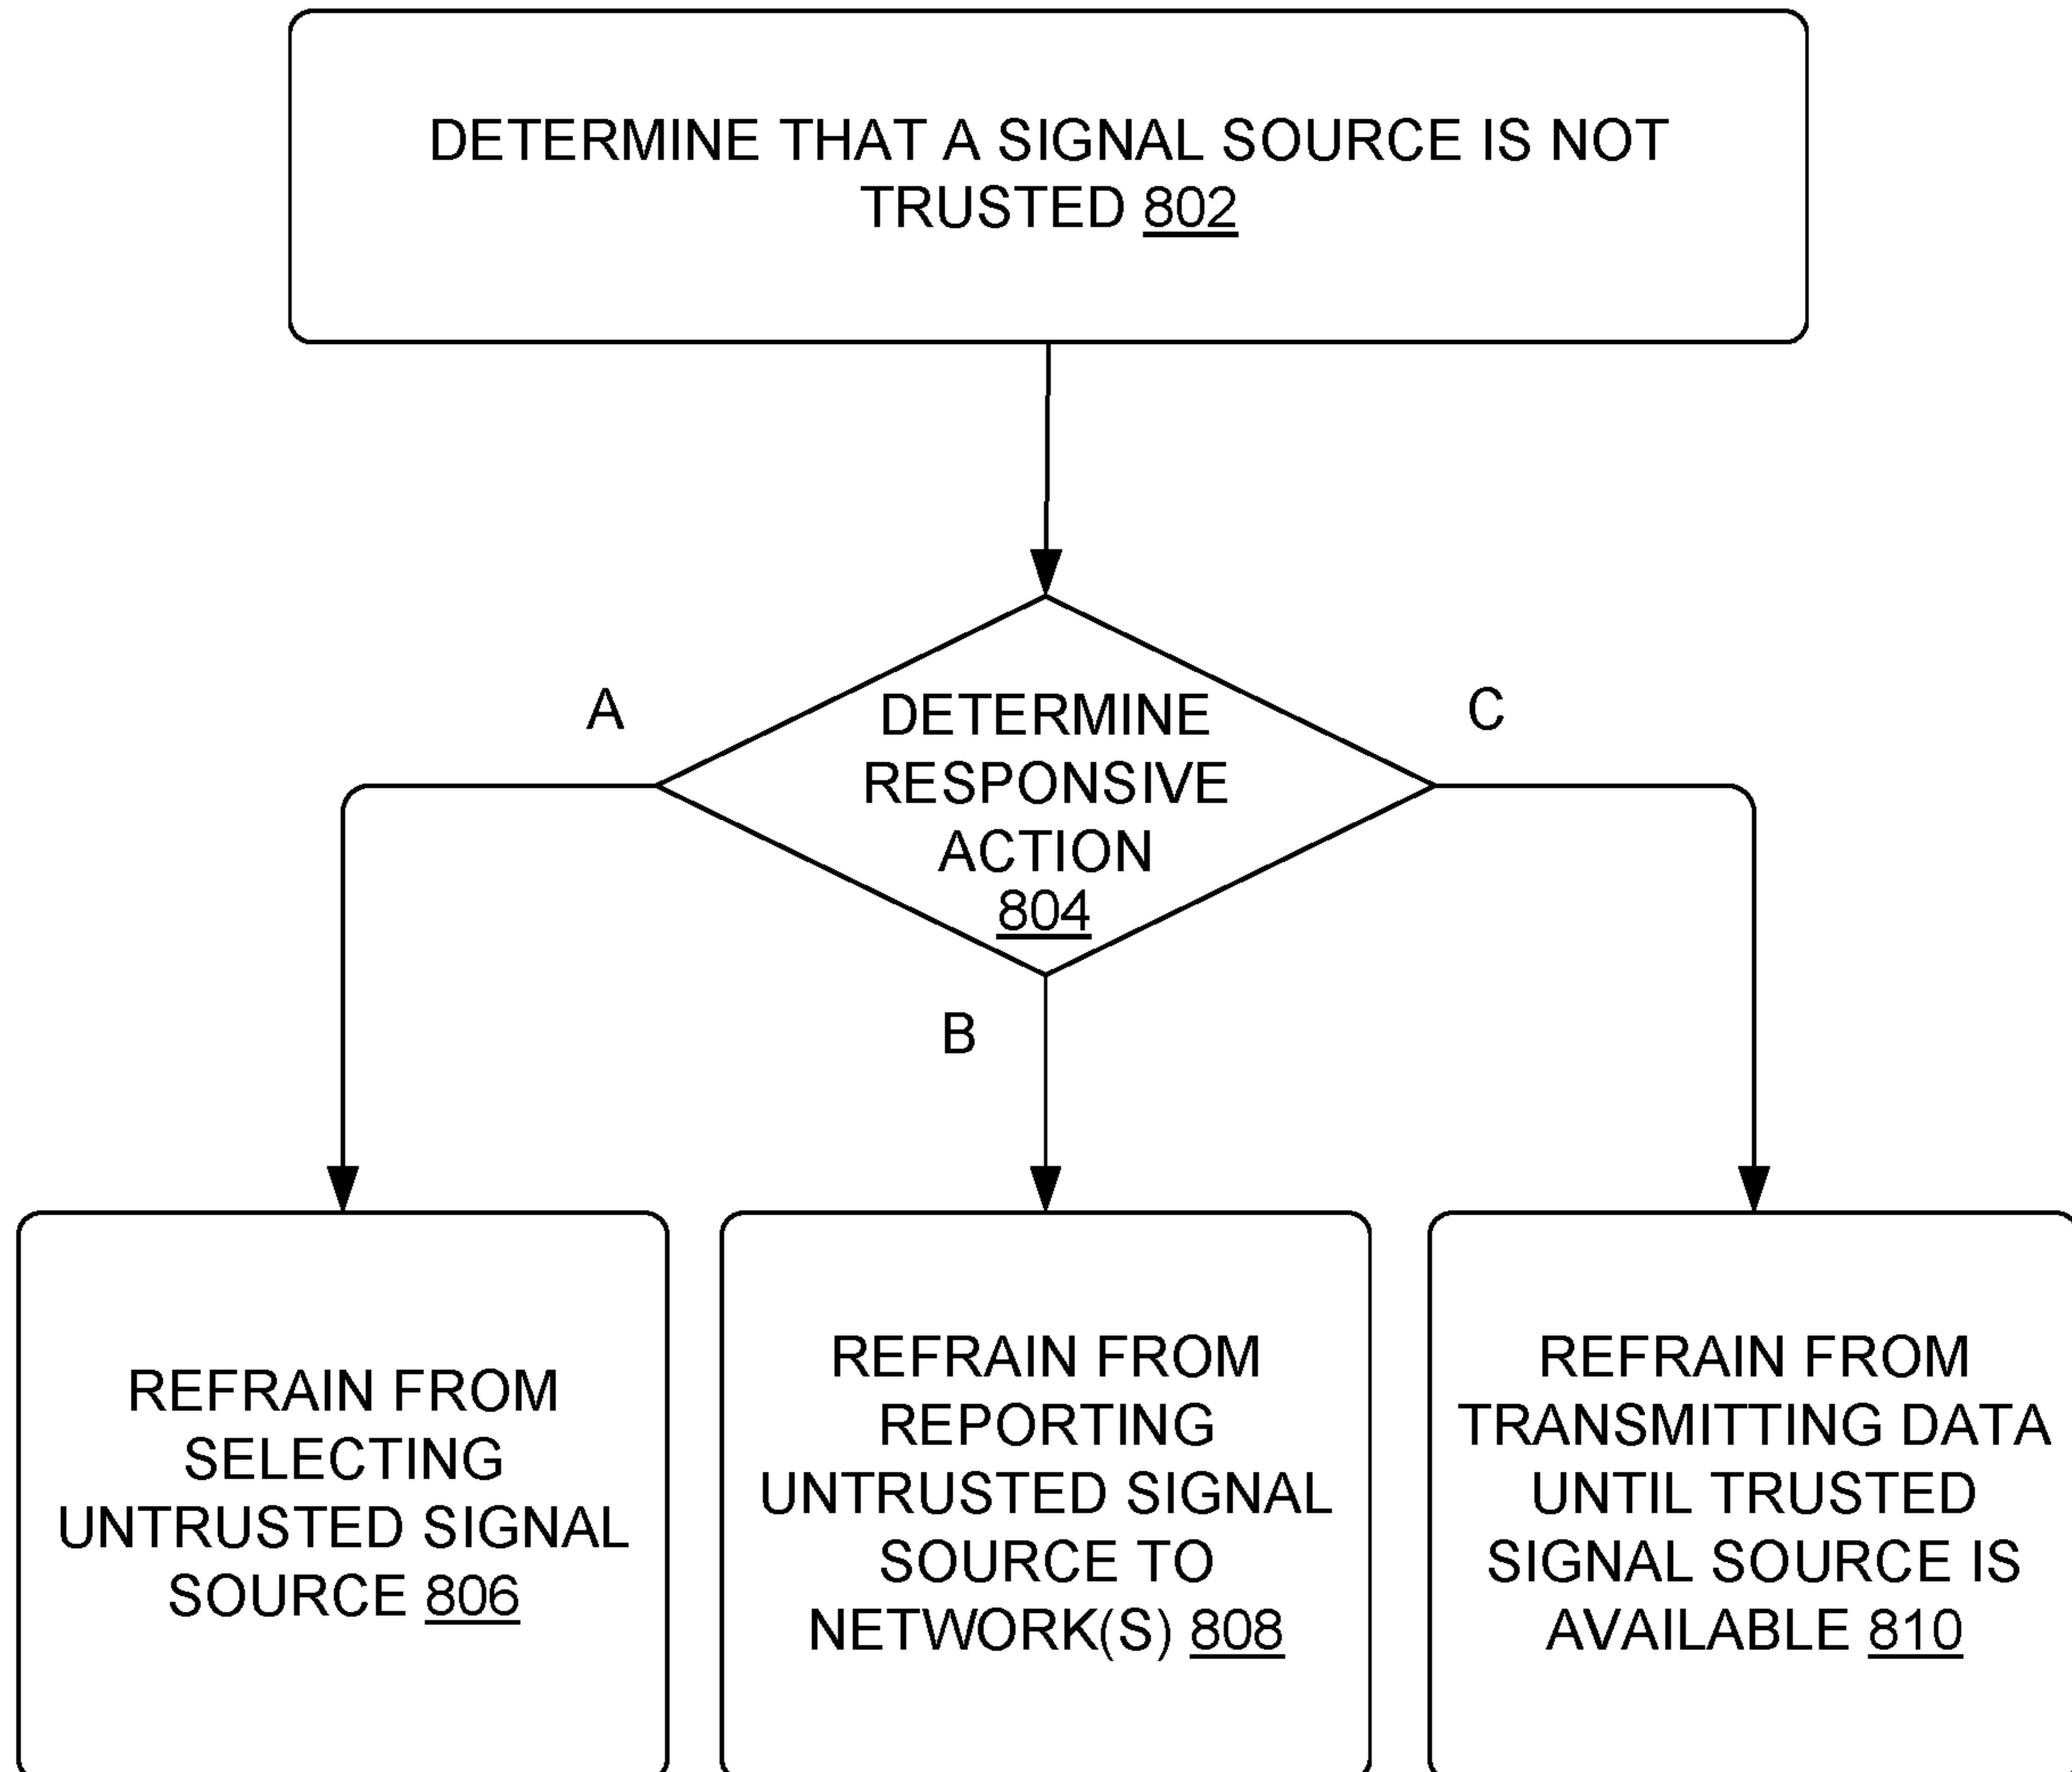 DETERMINE THAT A SIGNAL SOURCE IS NOT
TRUSTED 802
A
DETERMINE
RESPONSIVE
ACTION
804
C
B
REFRAIN FROM
SELECTING
UNTRUSTED SIGNAL
SOURCE 806
REFRAIN FROM
REPORTING
UNTRUSTED SIGNAL
SOURCE TO
NETWORK(S) 808
REFRAIN FROM
TRANSMITTING DATA
UNTIL TRUSTED
SIGNAL SOURCE IS
AVAILABLE 810